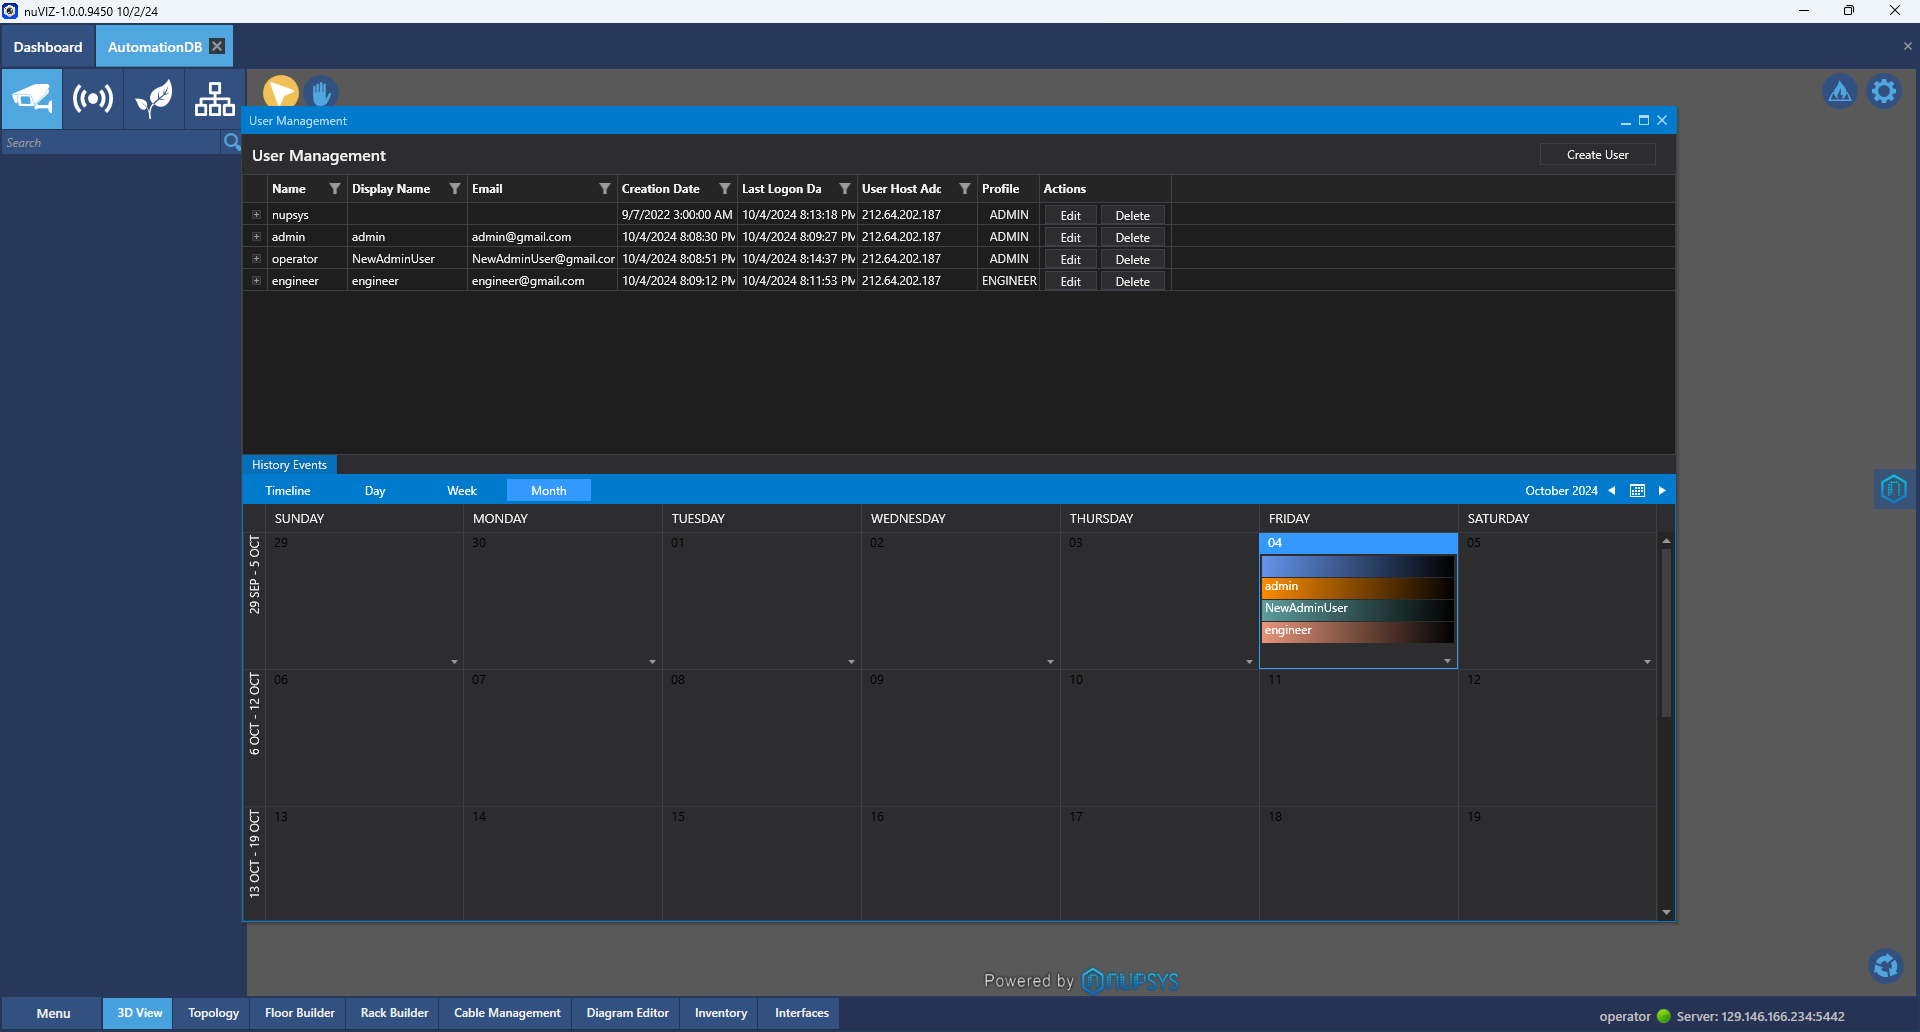 nuVIZ-1.0.0.9450 10/2/24
Dashboard AutomationDB
Search
User Management
User Management Create User
Name Display Name Email Creation Date Last Logon Da User Host Adc Profile Actions
nupsys 9/7/2022 3:00:00 AM 10/4/2024 8:13:18 PM 212.64.202.187 ADMIN Edit Delete
admin admin admin@gmail.com 10/4/2024 8:08:30 PM 10/4/2024 8:09:27 PM 212.64.202.187 ADMIN Edit Delete
operator NewAdminUser NewAdminUser@gmail.cor 10/4/2024 8:08:51 PM 10/4/2024 8:14:37 PM 212.64.202.187 ADMIN Edit Delete
engineer engineer engineer@gmail.com 10/4/2024 8:09:12 PM 10/4/2024 8:11:53 PM 212.64.202.187 ENGINEER Edit Delete
History Events
Timeline Day Week Month October 2024
SUNDAY MONDAY TUESDAY WEDNESDAY THURSDAY FRIDAY SATURDAY
29 SEP - 5 OCT
29 30 01 02 03 04 05
admin
NewAdminUser
engineer
6 OCT - 12 OCT
06 07 08 09 10 11 12
13 OCT - 19 OCT
13 14 15 16 17 18 19
Powered by nUPSYS
Menu 3D View Topology Floor Builder Rack Builder Cable Management Diagram Editor Inventory Interfaces operator Server: 129.146.166.234:5442